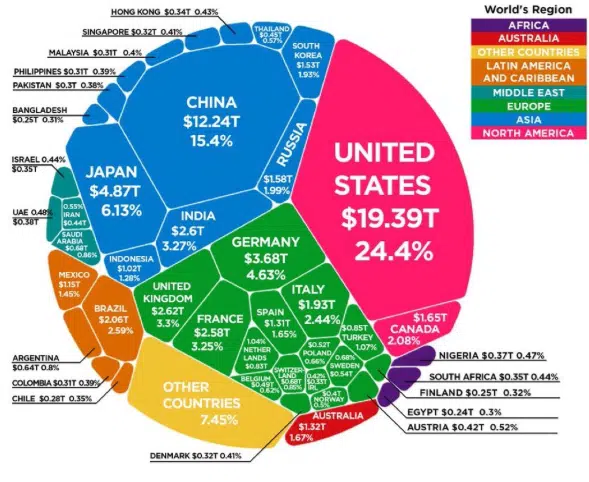 World's Region
AFRICA
AUSTRALIA
OTHER COUNTRIES
LATIN AMERICA
AND CARIBBEAN
MIDDLE EAST
EUROPE
ASIA
NORTH AMERICA
HONG KONG $0.34T 0.43%
SINGAPORE $0.32T 0.41%
MALAYSIA $0.31T 0.4%
PHILIPPINES $0.31T 0.39%
PAKISTAN $0.3T 0.38%
BANGLADESH
$0.25T 0.31%
THAILAND
$0.45T
0.57%
SOUTH
KOREA
$1.53T
1.93%
CHINA
$12.24T
15.4%
RUSSIA
$1.58T
1.99%
UNITED
STATES
$19.39T
24.4%
JAPAN
$4.87T
6.13%
INDIA
$2.6T
3.27%
INDONESIA
$1.02T
1.28%
ISRAEL 0.44%
$0.35T
UAE 0.48%
$0.38T
0.55%
IRAN
$0.44T
SAUDI
ARABIA
$0.68T
0.86%
MEXICO
$1.15T
1.45%
BRAZIL
$2.06T
2.59%
ARGENTINA
$0.64T 0.8%
COLOMBIA $0.31T 0.39%
CHILE $0.28T 0.35%
GERMANY
$3.68T
4.63%
UNITED
KINGDOM
$2.62T
3.3%
FRANCE
$2.58T
3.25%
ITALY
$1.93T
2.44%
SPAIN
$1.31T
1.65%
1.04%
NETHER
LANDS
$0.83T
BELGIUM
$0.49T
0.62%
SWITZER-
LAND
$0.68T
0.85%
$0.52T
POLAND
0.66%
0.42%
$0.33T
IRL
0.68%
SWEDEN
$0.54T
$0.4T
NORWAY
0.5%
$0.85T
TURKEY
1.07%
$1.65T
CANADA
2.08%
OTHER
COUNTRIES
7.45%
AUSTRALIA
$1.32T
1.67%
NIGERIA $0.37T 0.47%
SOUTH AFRICA $0.35T 0.44%
FINLAND $0.25T 0.32%
EGYPT $0.24T 0.3%
AUSTRIA $0.42T 0.52%
DENMARK $0.32T 0.41%